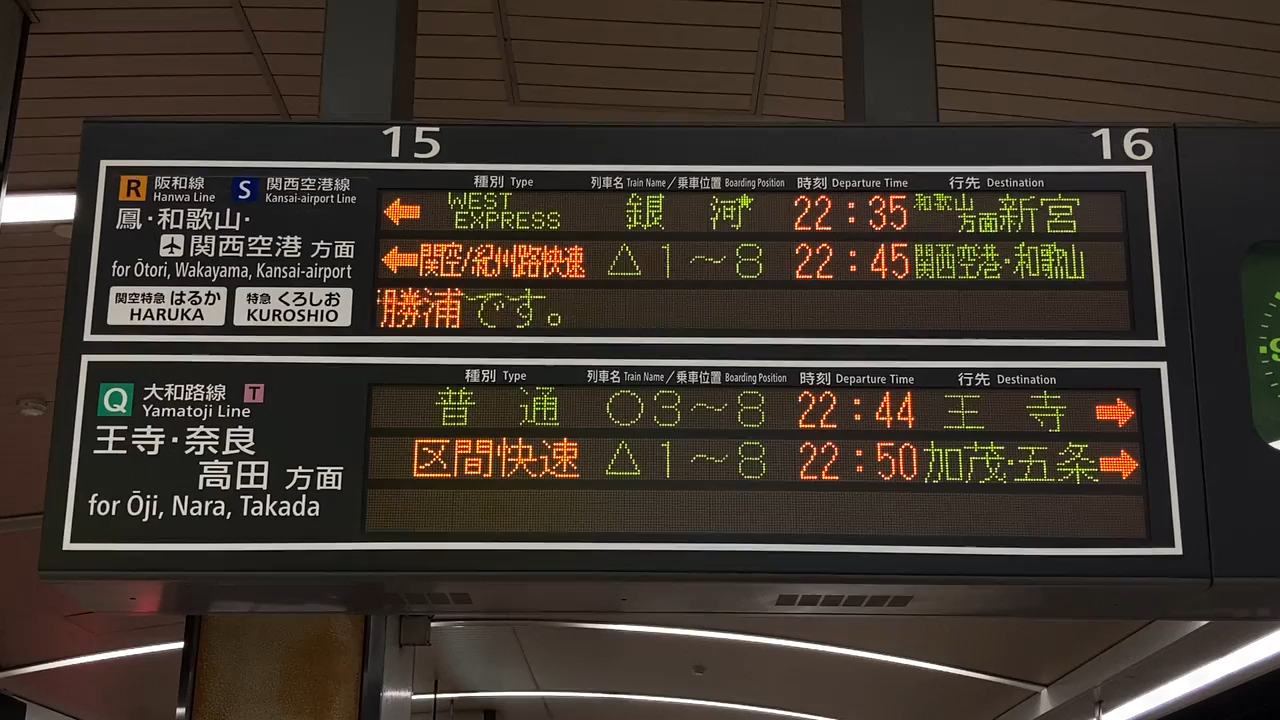 15 16
R 阪和線 Hanwa Line S 関西空港線 Kansai-airport Line
鳳・和歌山・
関西空港 方面
for Ōtori, Wakayama, Kansai-airport
関空特急 はるか HARUKA 特急 くろしお KUROSHIO
種別 Type 列車名 Train Name / 乗車位置 Boarding Position 時刻 Departure Time 行先 Destination
← WEST EXPRESS 銀河 22:35 和歌山方面新宮
← 関空/紀州路快速 △1～8 22:45 関西空港・和歌山
勝浦です。
Q 大和路線 T
Yamatoji Line
王寺・奈良
高田 方面
for Ōji, Nara, Takada
種別 Type 列車名 Train Name / 乗車位置 Boarding Position 時刻 Departure Time 行先 Destination
普通 ○3～8 22:44 王寺 →
区間快速 △1～8 22:50 加茂・五条 →